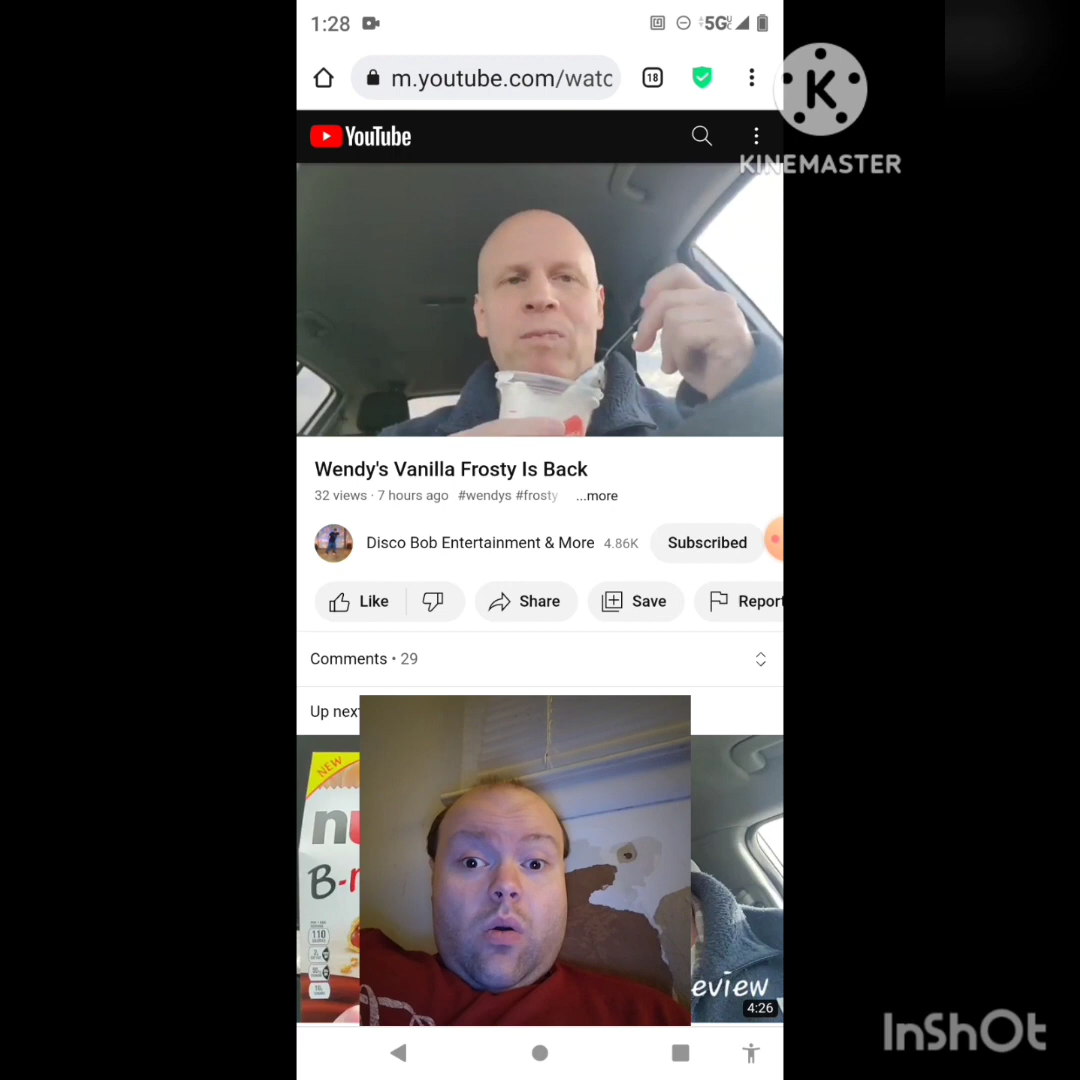 1:28
5G
m.youtube.com/watc
18
K
KINEMASTER
YouTube
Wendy's Vanilla Frosty Is Back
32 views · 7 hours ago #wendys #frosty ...more
Disco Bob Entertainment & More 4.86K Subscribed
Like Share Save Report
Comments • 29
Up next
NEW
B-r
110
eview
4:26
InShOt